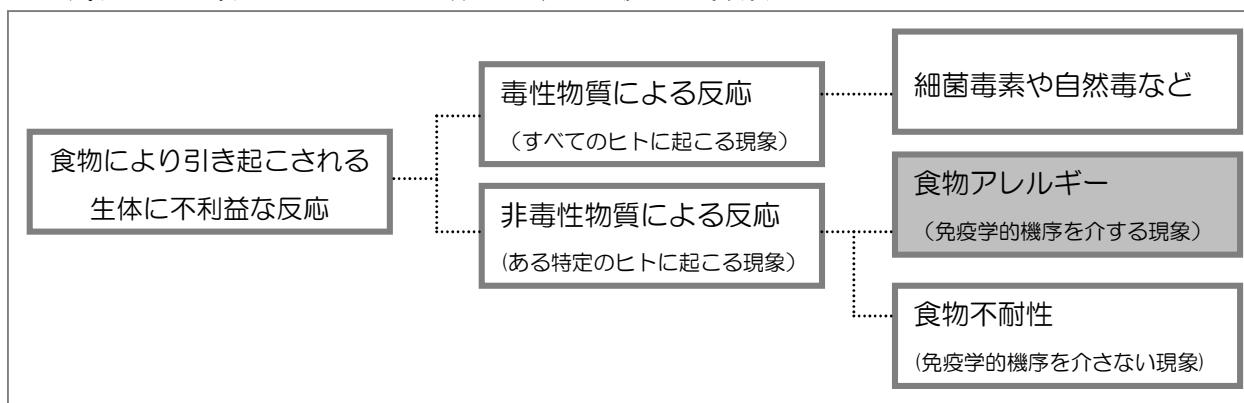 食物により引き起こされる
生体に不利益な反応
毒性物質による反応
（すべてのヒトに起こる現象）
非毒性物質による反応
(ある特定のヒトに起こる現象）
細菌毒素や自然毒など
食物アレルギー
（免疫学的機序を介する現象）
食物不耐性
(免疫学的機序を介さない現象)